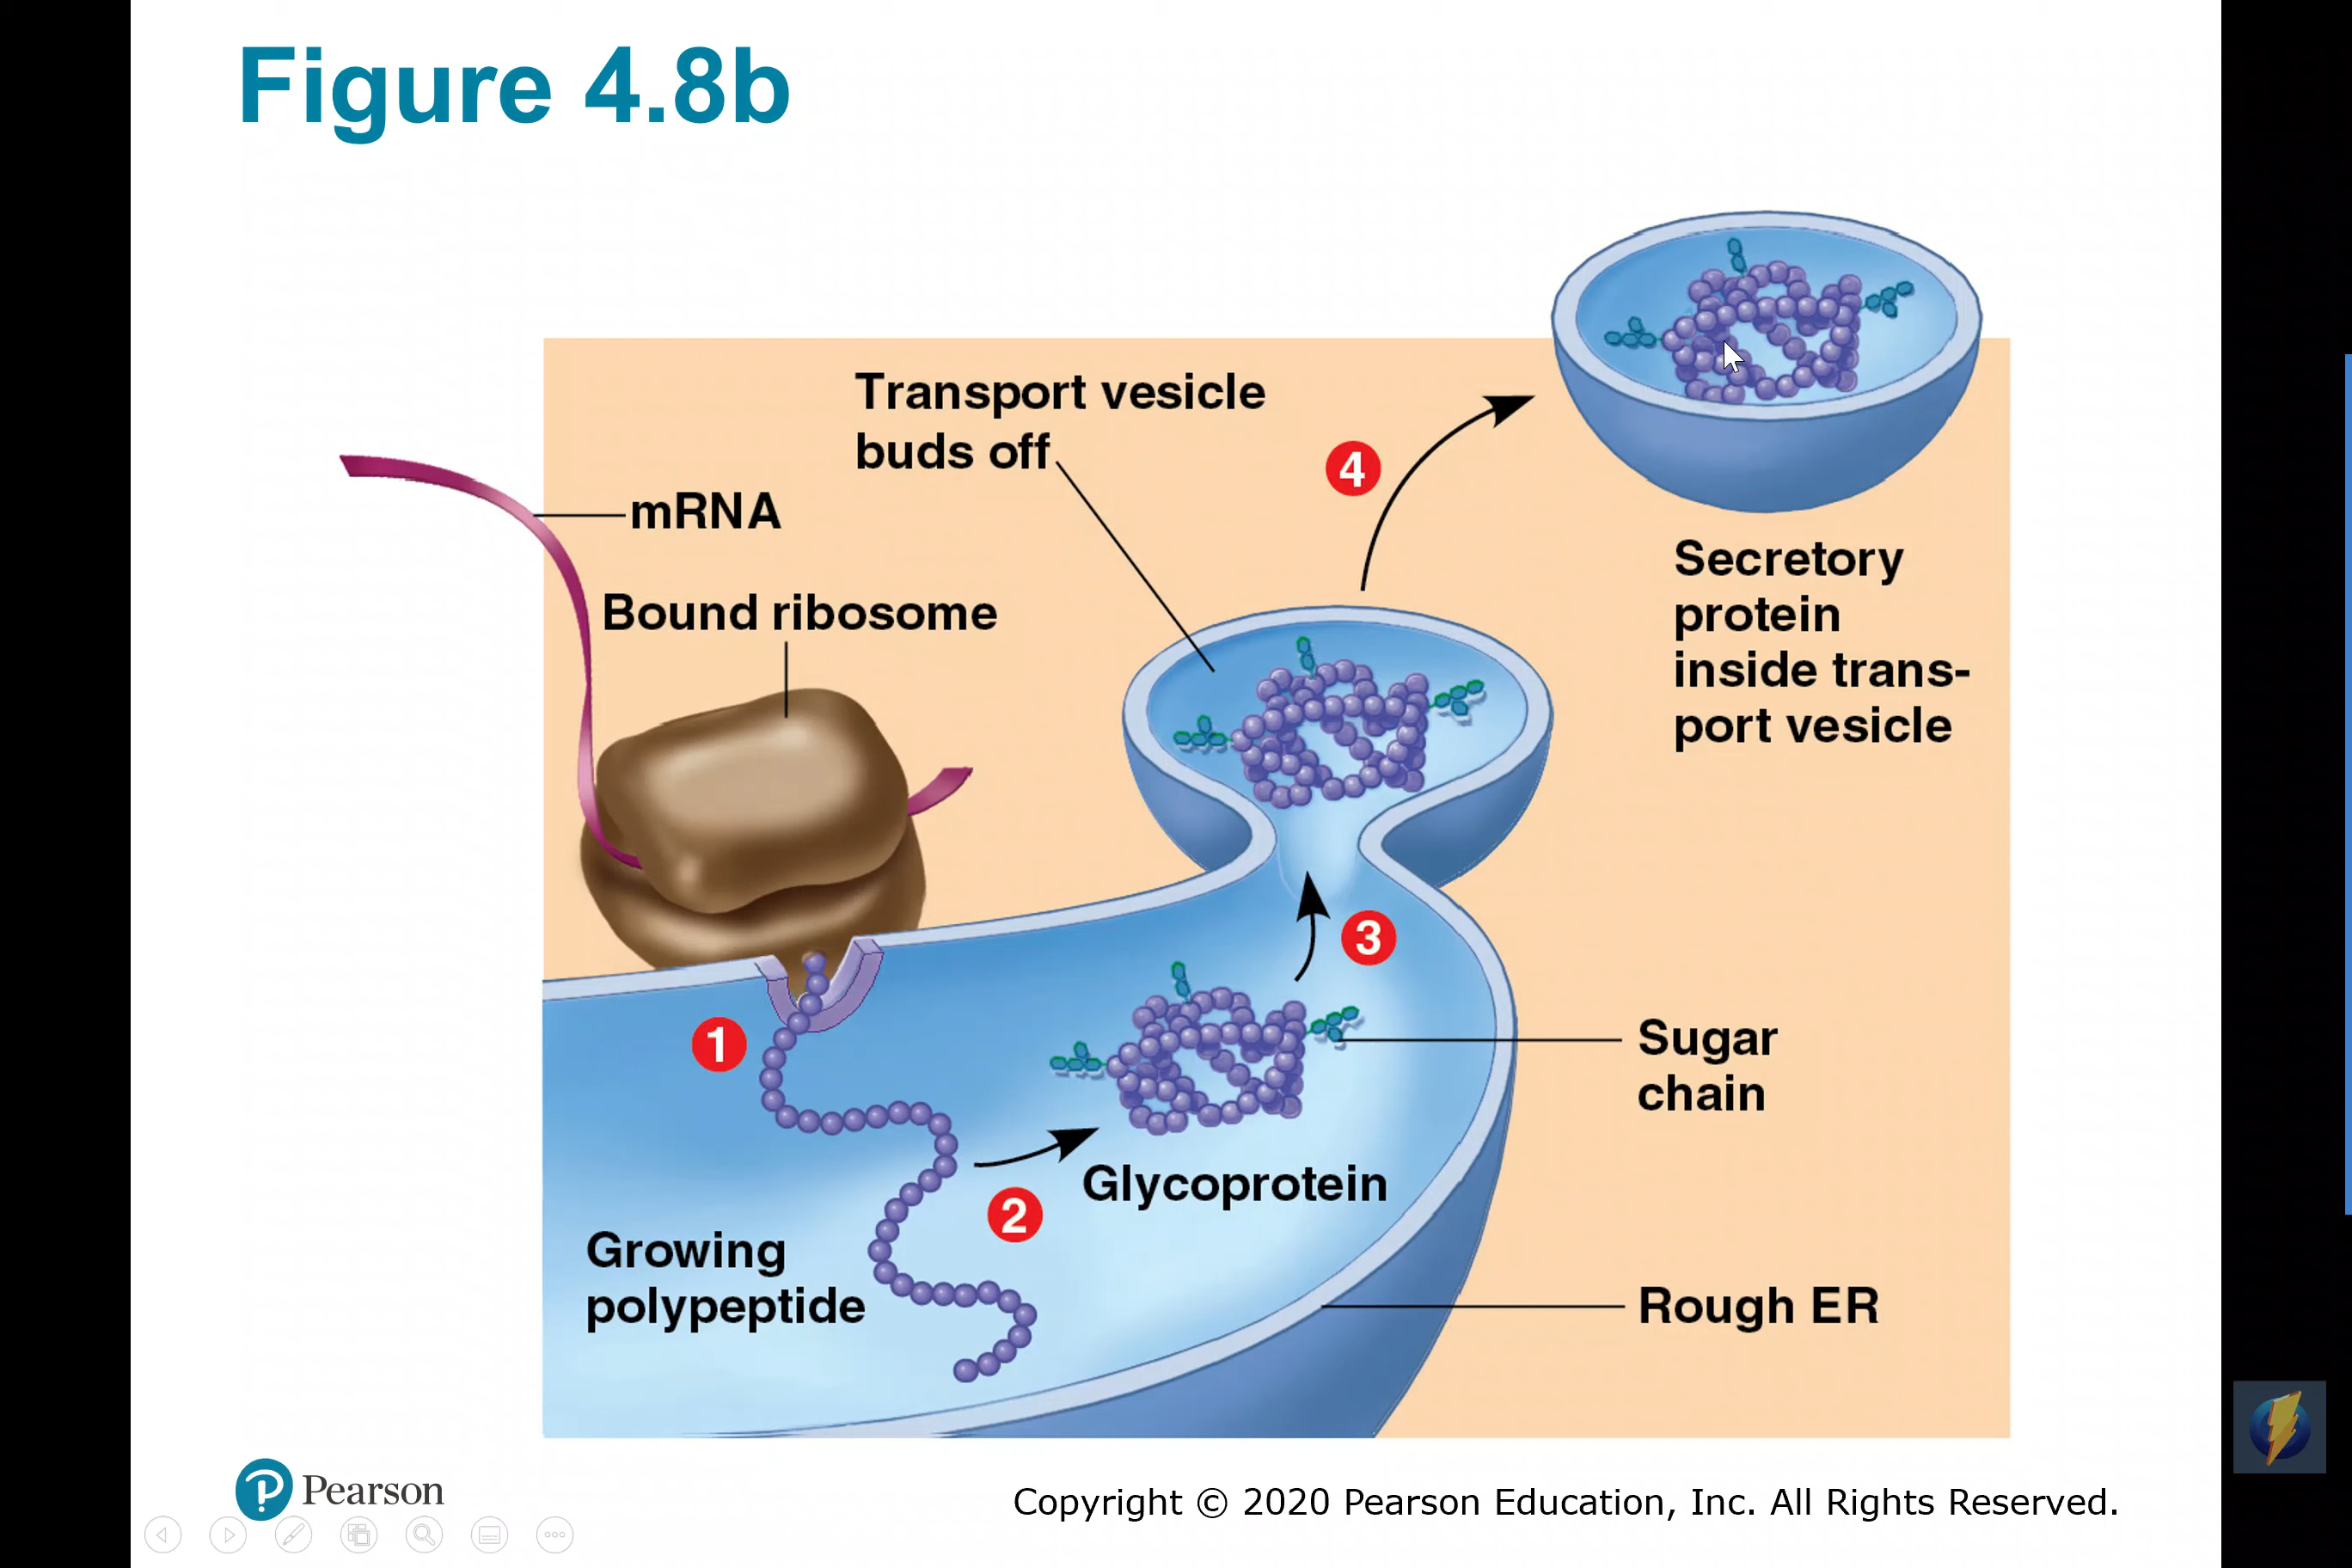 Figure 4.8b
Transport vesicle
buds off
4
mRNA
Bound ribosome
Secretory
protein
inside trans-
port vesicle
3
1
Sugar
chain
2
Glycoprotein
Growing
polypeptide
Rough ER
P Pearson
Copyright © 2020 Pearson Education, Inc. All Rights Reserved.